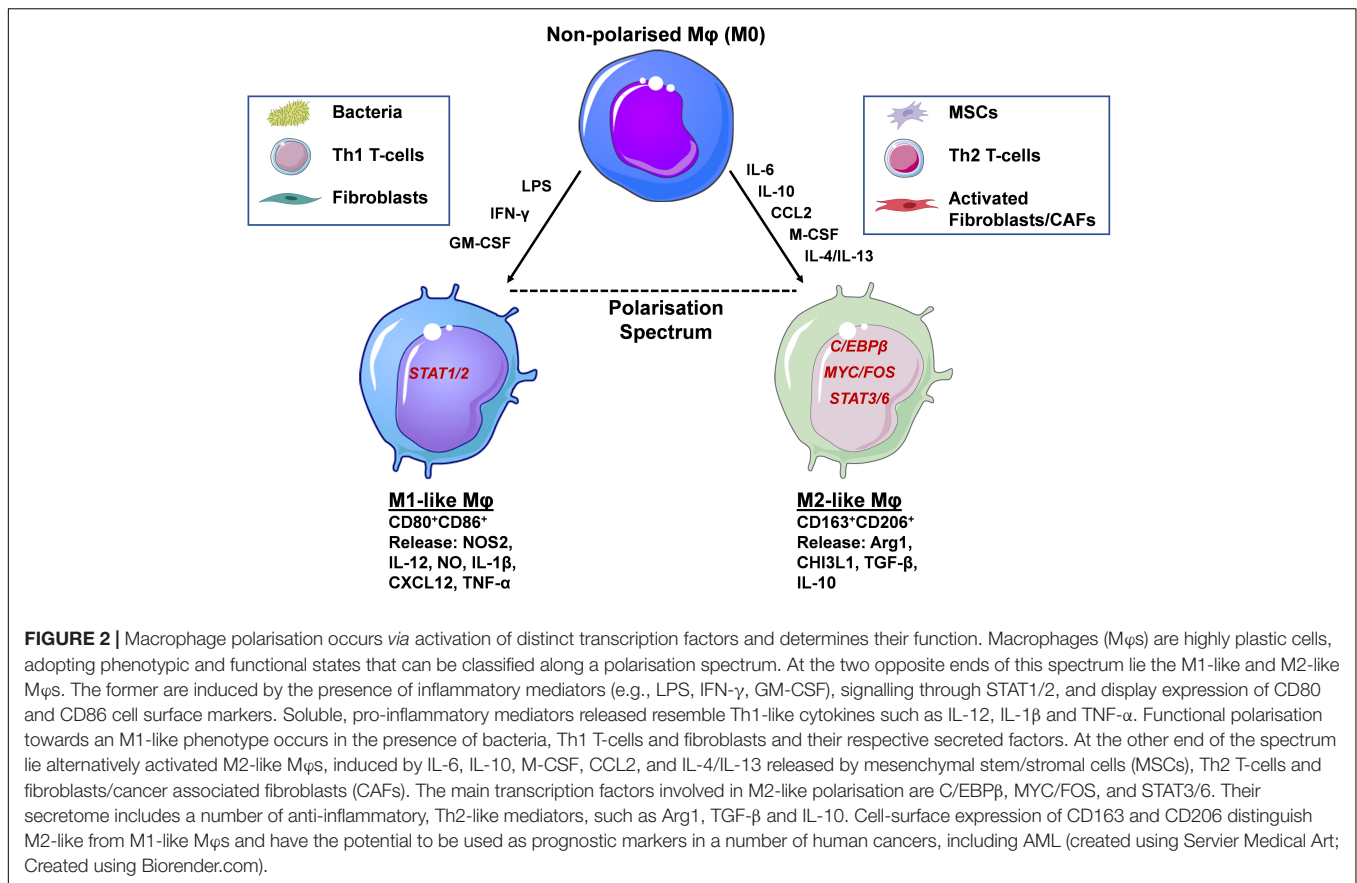 Non-polarised Mφ (M0)
Bacteria
Th1 T-cells
Fibroblasts
MSCs
Th2 T-cells
Activated
Fibroblasts/CAFs
LPS
IFN-γ
GM-CSF
IL-6
IL-10
CCL2
M-CSF
IL-4/IL-13
Polarisation
Spectrum
STAT1/2
C/EBPβ
MYC/FOS
STAT3/6
M1-like Mφ
CD80⁺CD86⁺
Release: NOS2,
IL-12, NO, IL-1β,
CXCL12, TNF-α
M2-like Mφ
CD163⁺CD206⁺
Release: Arg1,
CHI3L1, TGF-β,
IL-10
FIGURE 2 | Macrophage polarisation occurs via activation of distinct transcription factors and determines their function. Macrophages (Mφs) are highly plastic cells,
adopting phenotypic and functional states that can be classified along a polarisation spectrum. At the two opposite ends of this spectrum lie the M1-like and M2-like
Mφs. The former are induced by the presence of inflammatory mediators (e.g., LPS, IFN-γ, GM-CSF), signalling through STAT1/2, and display expression of CD80
and CD86 cell surface markers. Soluble, pro-inflammatory mediators released resemble Th1-like cytokines such as IL-12, IL-1β and TNF-α. Functional polarisation
towards an M1-like phenotype occurs in the presence of bacteria, Th1 T-cells and fibroblasts and their respective secreted factors. At the other end of the spectrum
lie alternatively activated M2-like Mφs, induced by IL-6, IL-10, M-CSF, CCL2, and IL-4/IL-13 released by mesenchymal stem/stromal cells (MSCs), Th2 T-cells and
fibroblasts/cancer associated fibroblasts (CAFs). The main transcription factors involved in M2-like polarisation are C/EBPβ, MYC/FOS, and STAT3/6. Their
secretome includes a number of anti-inflammatory, Th2-like mediators, such as Arg1, TGF-β and IL-10. Cell-surface expression of CD163 and CD206 distinguish
M2-like from M1-like Mφs and have the potential to be used as prognostic markers in a number of human cancers, including AML (created using Servier Medical Art;
Created using Biorender.com).